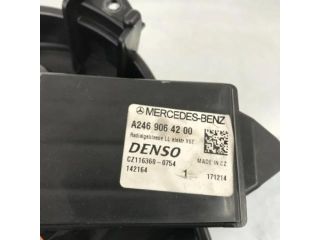 MERCEDES-BENZ
A246 906 42 00
DENSO
CZ116360-0754
MADE IN CZ
142164
1
171214